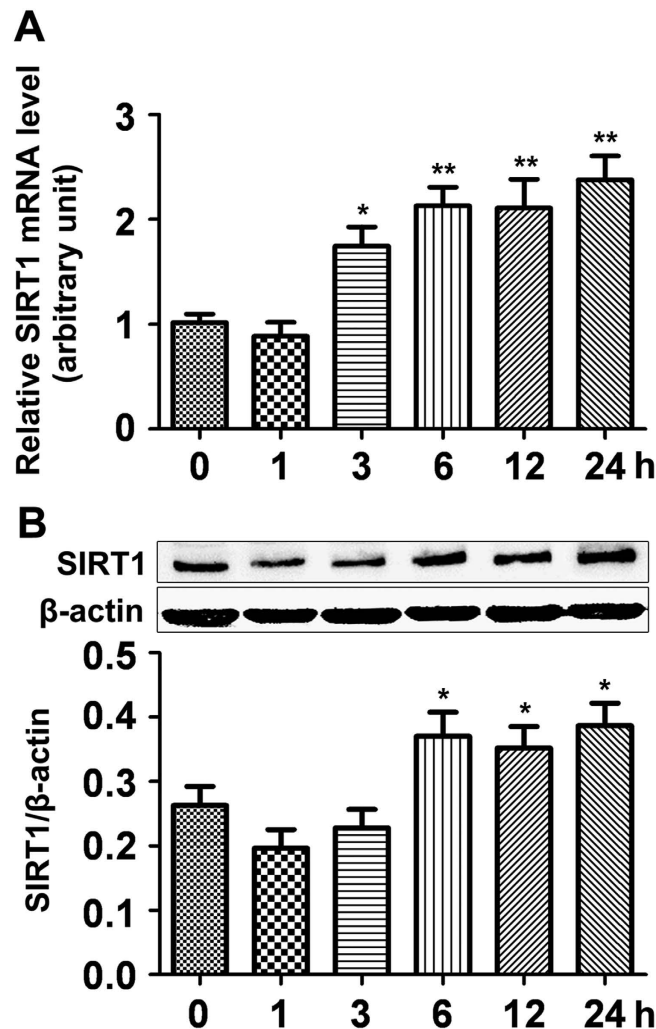 A
Relative SIRT1 mRNA level
(arbitrary unit)
3
2
1
0
* ** ** **
0 1 3 6 12 24 h
B
SIRT1
β-actin
SIRT1/β-actin
0.5
0.4
0.3
0.2
0.1
0.0
* * *
0 1 3 6 12 24 h